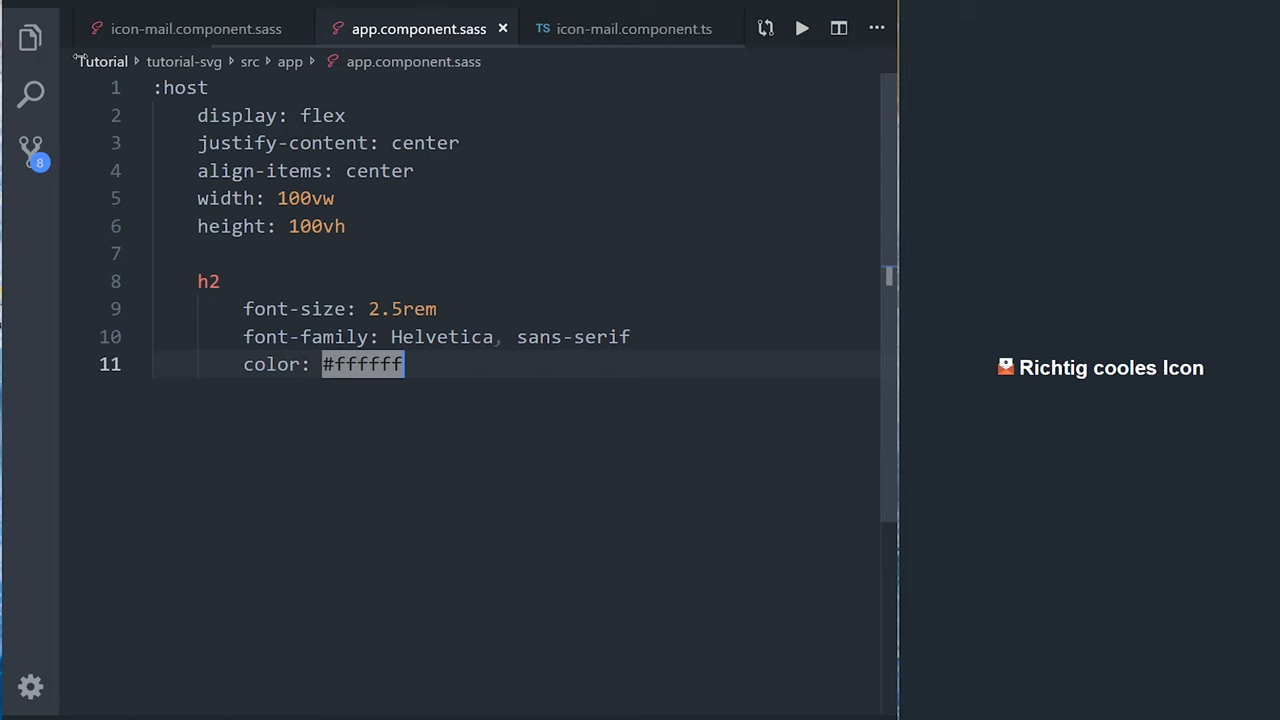 icon-mail.component.sass
app.component.sass
icon-mail.component.ts
TS
Tutorial tutorial-svg src app app.component.sass
1 :host
2 display: flex
3 justify-content: center
4 align-items: center
5 width: 100vw
6 height: 100vh
7
8 h2
9 font-size: 2.5rem
10 font-family: Helvetica, sans-serif
11 color: #ffffff
8
Richtig cooles Icon